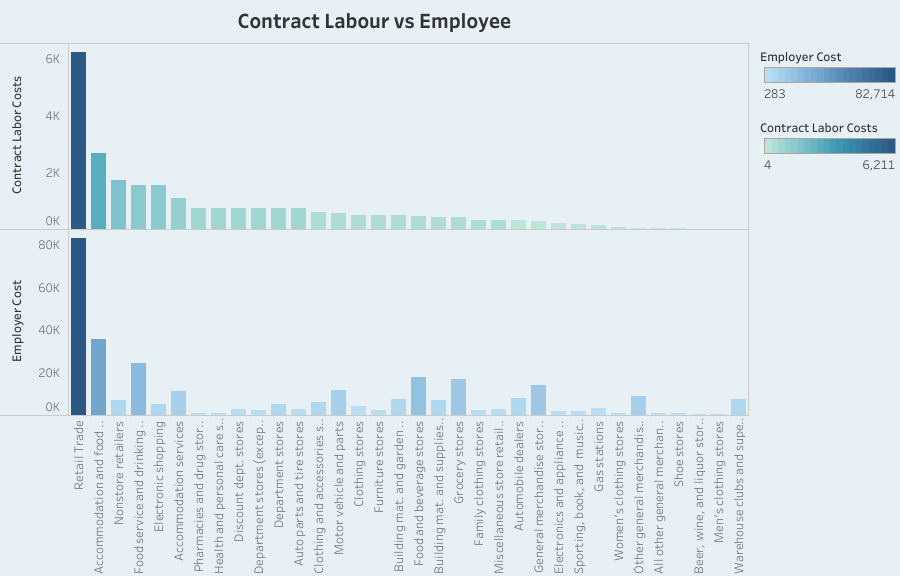 Contract Labour vs Employee
Contract Labor Costs
6K
4K
2K
0K
Employer Cost
80K
60K
40K
20K
0K
Retail Trade
Accommodation and food ..
Nonstore retailers
Food service and drinking ..
Electronic shopping
Accommodation services
Pharmacies and drug stor..
Health and personal care s..
Discount dept. stores
Department stores (excep..
Department stores
Auto parts and tire stores
Clothing and accessories s..
Motor vehicle and parts
Clothing stores
Furniture stores
Building mat. and garden ..
Food and beverage stores
Building mat. and supplies..
Grocery stores
Family clothing stores
Miscellaneous store retail..
Automobile dealers
General merchandise stor..
Electronics and appliance ..
Sporting, book, and music..
Gas stations
Women's clothing stores
Other general merchandis..
All other general merchan..
Shoe stores
Beer, wine, and liquor stor..
Men's clothing stores
Warehouse clubs and supe..
Employer Cost
283 82,714
Contract Labor Costs
4 6,211